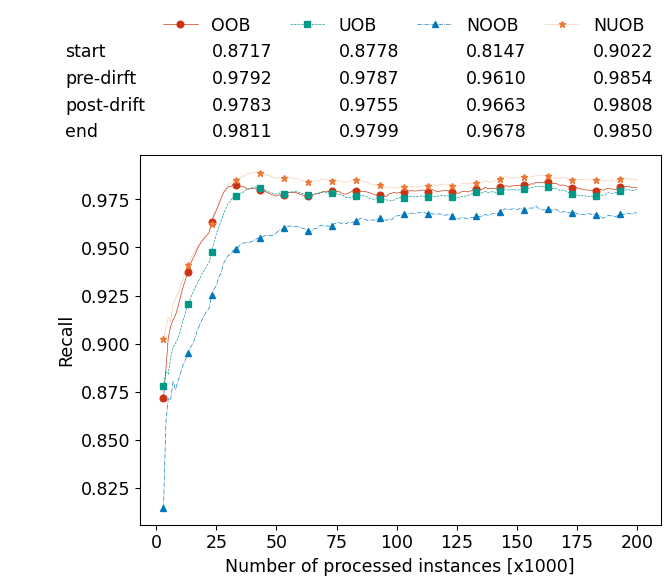 OOB UOB NOOB NUOB
start 0.8717 0.8778 0.8147 0.9022
pre-dirft 0.9792 0.9787 0.9610 0.9854
post-drift 0.9783 0.9755 0.9663 0.9808
end 0.9811 0.9799 0.9678 0.9850
0.975
0.950
0.925
0.900
0.875
0.850
0.825
Recall
0 25 50 75 100 125 150 175 200
Number of processed instances [x1000]